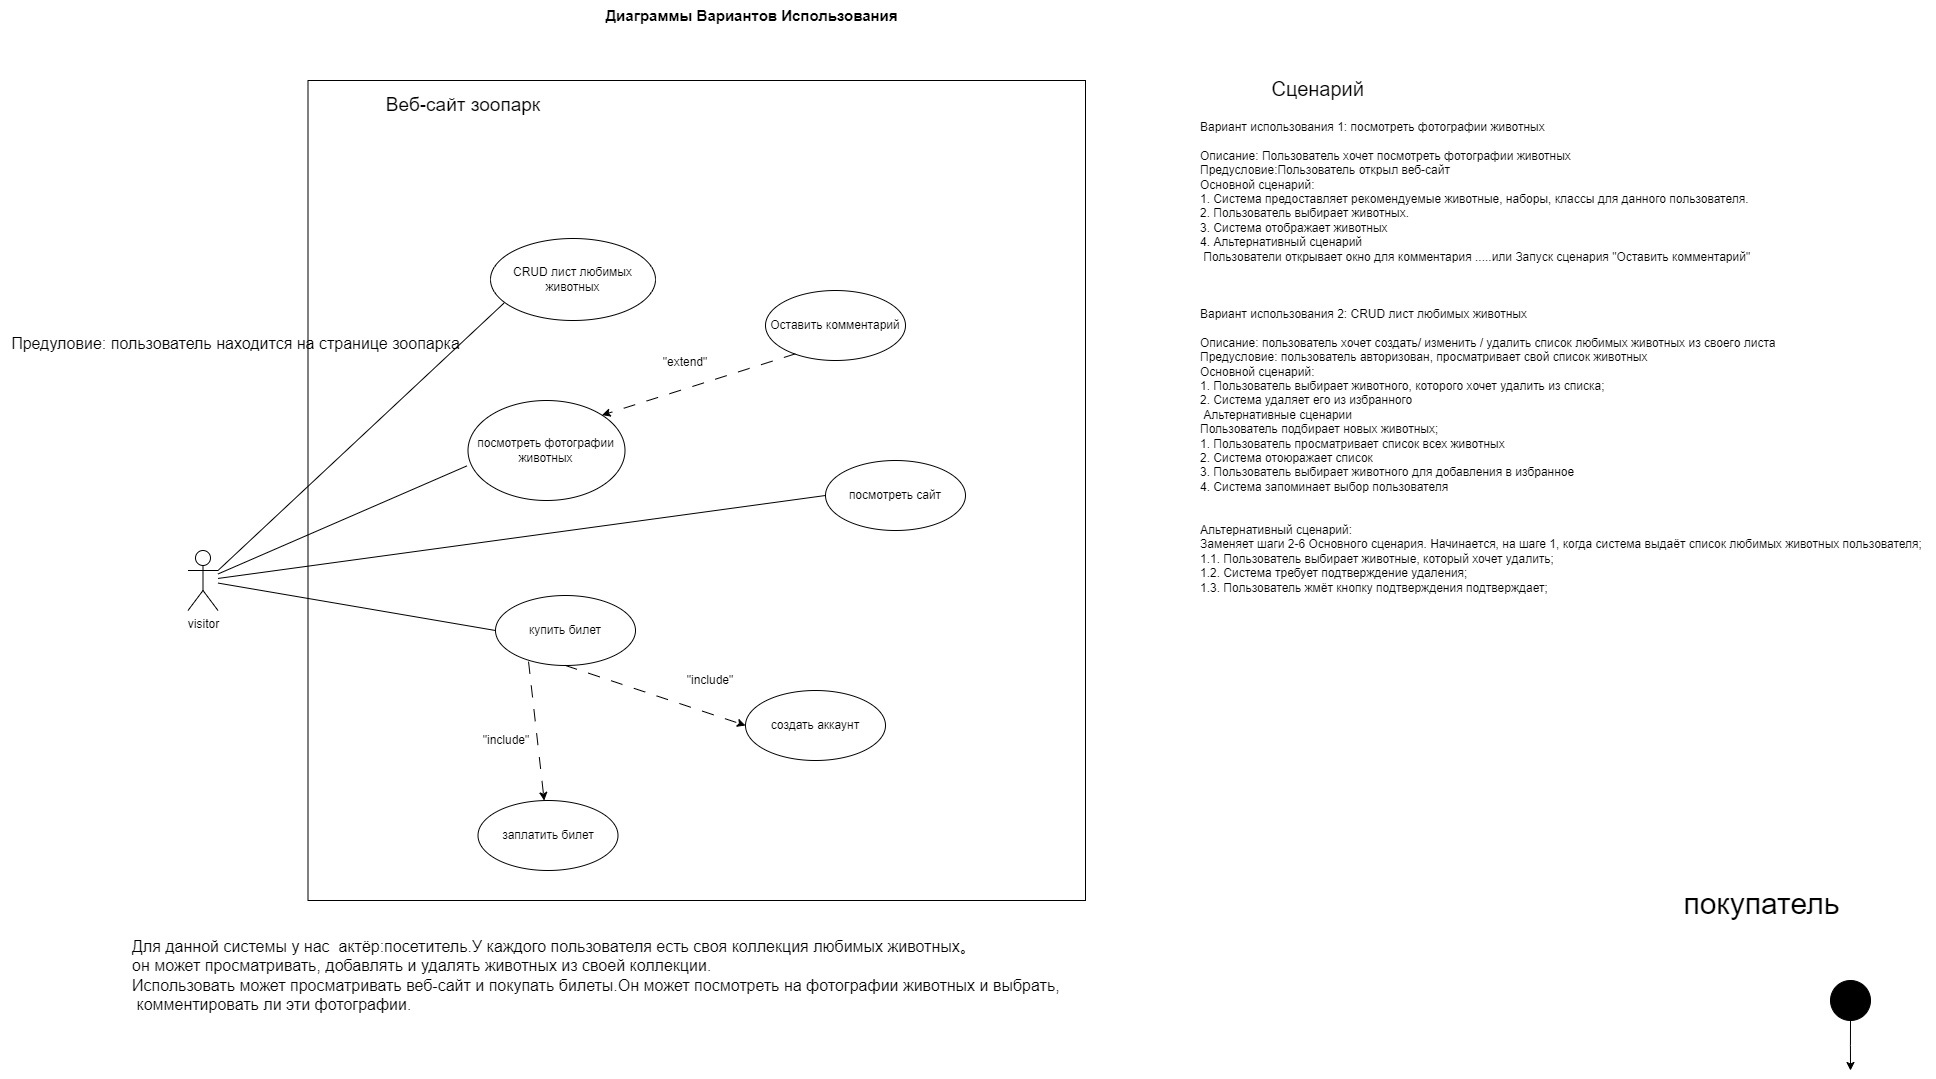 Диаграммы Вариантов Использования
Веб-сайт зоопарк
CRUD лист любимых
животных
Оставить комментарий
Предуловие: пользователь находится на странице зоопарка
"extend"
посмотреть фотографии
животных
посмотреть сайт
visitor
купить билет
"include"
создать аккаунт
"include"
заплатить билет
Для данной системы у нас  актёр:посетитель.У каждого пользователя есть своя коллекция любимых животных。
он может просматривать, добавлять и удалять животных из своей коллекции.
Использовать может просматривать веб-сайт и покупать билеты.Он может посмотреть на фотографии животных и выбрать,
комментировать ли эти фотографии.
Сценарий
Вариант использования 1: посмотреть фотографии животных
Описание: Пользователь хочет посмотреть фотографии животных
Предусловие:Пользователь открыл веб-сайт
Основной сценарий:
1. Система предоставляет рекомендуемые животные, наборы, классы для данного пользователя.
2. Пользователь выбирает животных.
3. Система отображает животных
4. Альтернативный сценарий
Пользователи открывает окно для комментария .....или Запуск сценария "Оставить комментарий"
Вариант использования 2: CRUD лист любимых животных
Описание: пользователь хочет создать/ изменить / удалить список любимых животных из своего листа
Предусловие: пользователь авторизован, просматривает свой список животных
Основной сценарий:
1. Пользователь выбирает животного, которого хочет удалить из списка;
2. Система удаляет его из избранного
Альтернативные сценарии
Пользователь подбирает новых животных;
1. Пользователь просматривает список всех животных
2. Система отоюражает список
3. Пользователь выбирает животного для добавления в избранное
4. Система запоминает выбор пользователя
Альтернативный сценарий:
Заменяет шаги 2-6 Основного сценария. Начинается, на шаге 1, когда система выдаёт список любимых животных пользователя;
1.1. Пользователь выбирает животные, который хочет удалить;
1.2. Система требует подтверждение удаления;
1.3. Пользователь жмёт кнопку подтверждения подтверждает;
покупатель